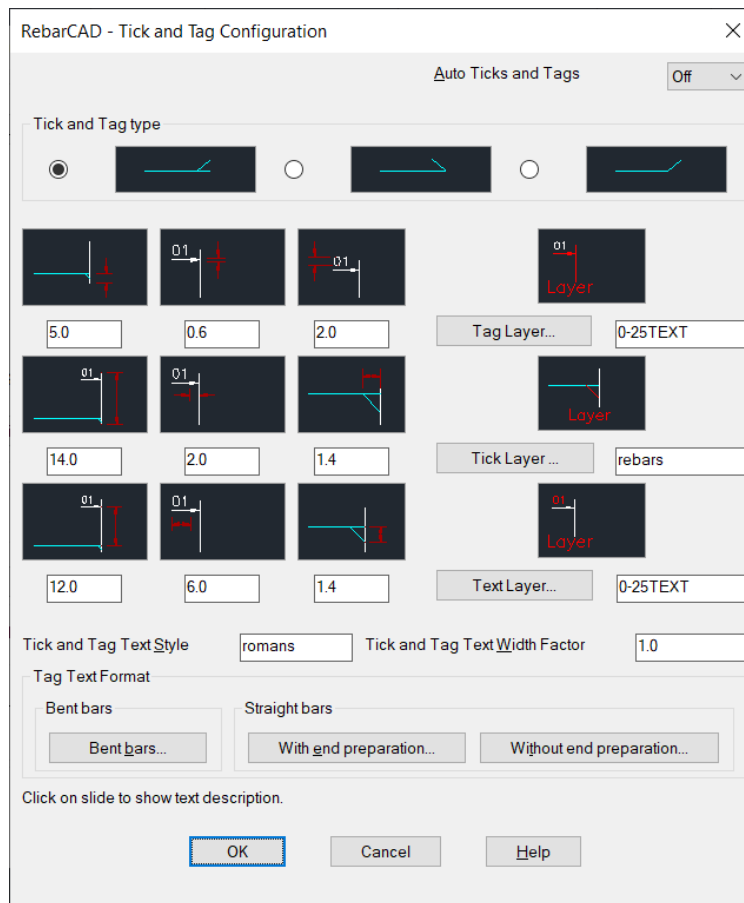 RebarCAD - Tick and Tag Configuration
Auto Ticks and Tags Off
Tick and Tag type
01 01 01
Layer
5.0 0.6 2.0 Tag Layer... 0-25TEXT
01 01
Layer
14.0 2.0 1.4 Tick Layer ... rebars
01 01 01
Layer
12.0 6.0 1.4 Text Layer... 0-25TEXT
Tick and Tag Text Style romans Tick and Tag Text Width Factor 1.0
Tag Text Format
Bent bars Straight bars
Bent bars... With end preparation... Without end preparation...
Click on slide to show text description.
OK Cancel Help